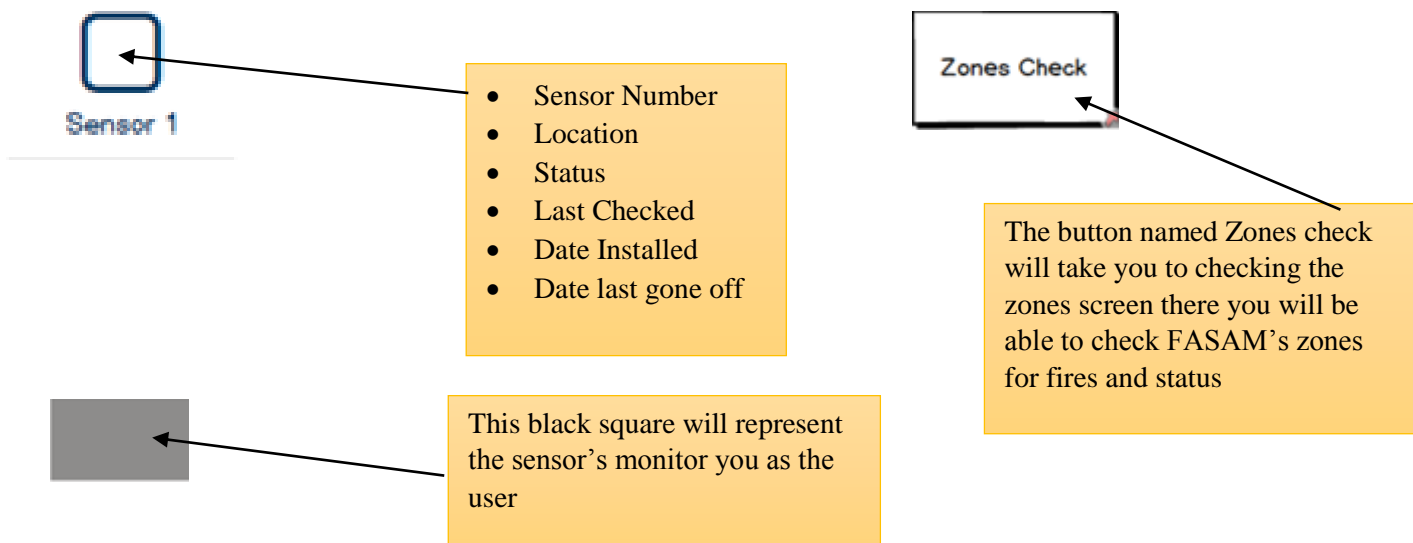 Sensor 1
• Sensor Number
• Location
• Status
• Last Checked
• Date Installed
• Date last gone off
Zones Check
The button named Zones check
will take you to checking the
zones screen there you will be
able to check FASAM’s zones
for fires and status
This black square will represent
the sensor’s monitor you as the
user